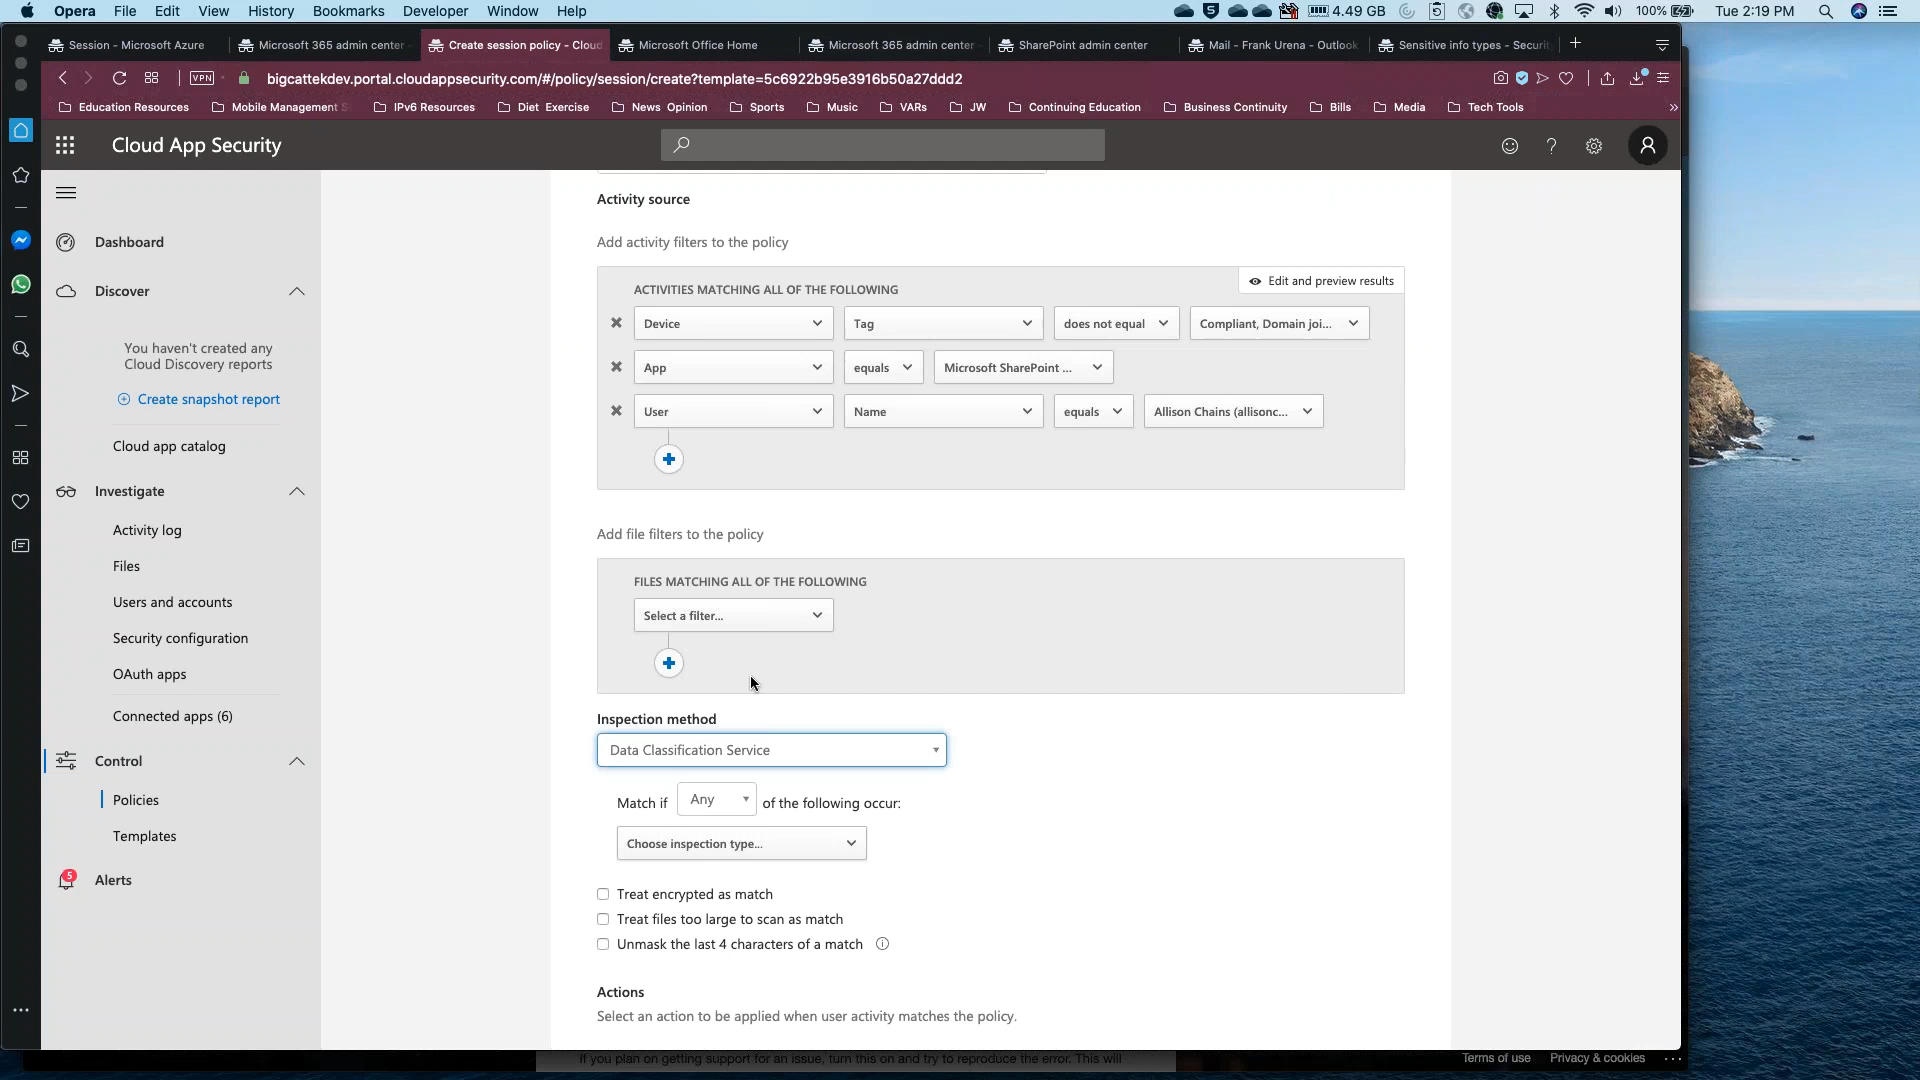 Opera File Edit View History Bookmarks Developer Window Help 4.49 GB 100% Tue 2:19 PM
Session - Microsoft Azure Microsoft 365 admin center - Create session policy - Cloud Microsoft Office Home Microsoft 365 admin center - SharePoint admin center Mail - Frank Urena - Outlook Sensitive info types - Securit
VPN bigcattekdev.portal.cloudappsecurity.com/#/policy/session/create?template=5c6922b95e3916b50a27ddd2
Education Resources Mobile Management S IPv6 Resources Diet Exercise News Opinion Sports Music VARs JW Continuing Education Business Continuity Bills Media Tech Tools »
Cloud App Security
Activity source
Dashboard
Add activity filters to the policy
Edit and preview results
Discover
ACTIVITIES MATCHING ALL OF THE FOLLOWING
Device Tag does not equal Compliant, Domain joi...
You haven't created any
Cloud Discovery reports
App equals Microsoft SharePoint ...
Create snapshot report
User Name equals Allison Chains (allisonc...
Cloud app catalog
Investigate
Activity log
Add file filters to the policy
Files
FILES MATCHING ALL OF THE FOLLOWING
Users and accounts
Select a filter...
Security configuration
OAuth apps
Connected apps (6)
Inspection method
Data Classification Service
Control
Policies
Match if Any of the following occur:
Templates
Choose inspection type...
5
Alerts
Treat encrypted as match
Treat files too large to scan as match
Unmask the last 4 characters of a match
Actions
Select an action to be applied when user activity matches the policy.
If you plan on getting support for an issue, turn this on and try to reproduce the error. This will
Terms of use Privacy & cookies ...